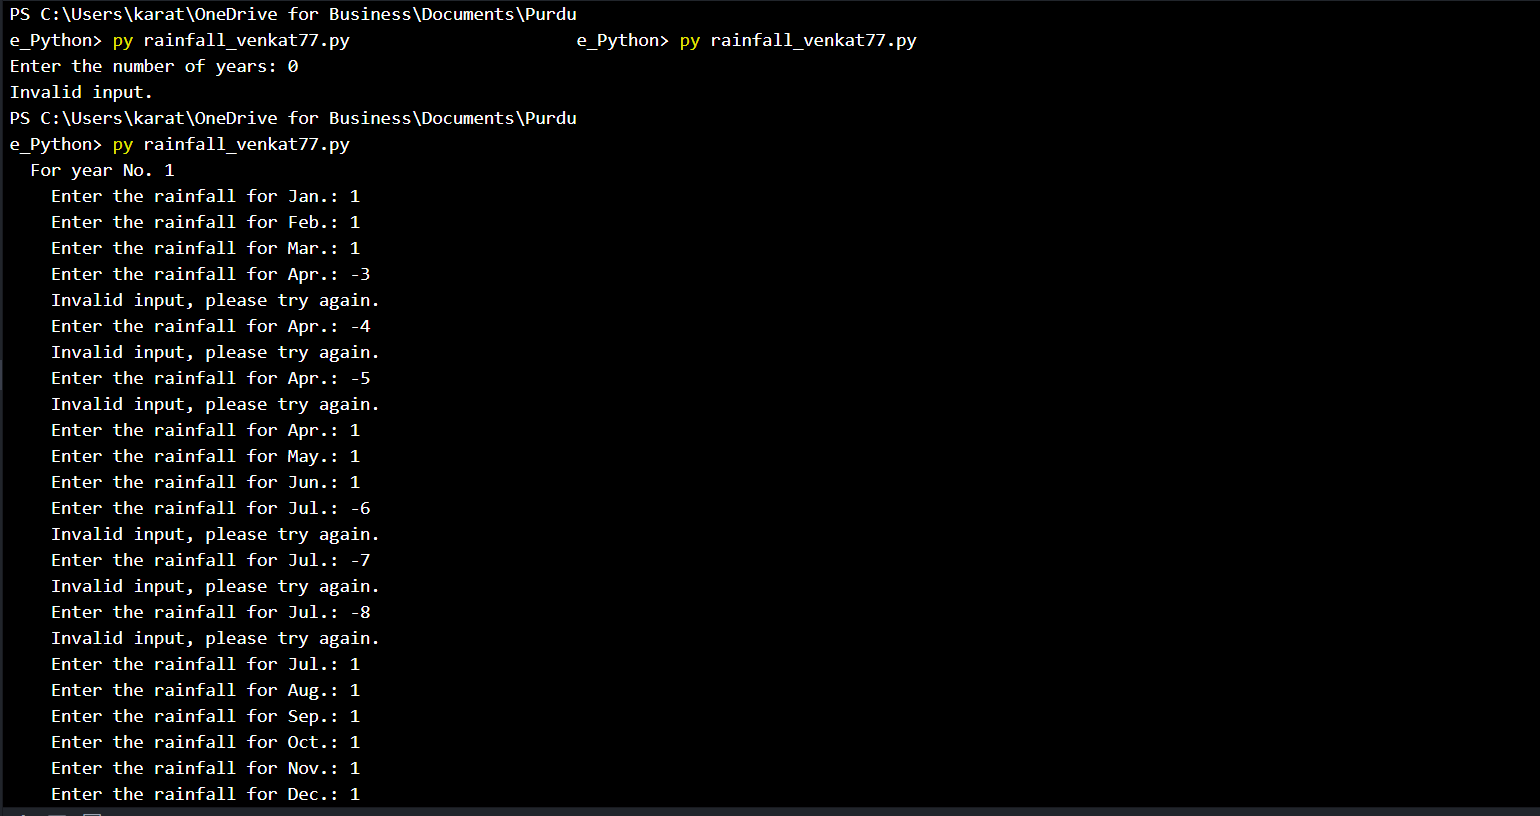 PS C:\Users\karat\OneDrive for Business\Documents\Purdu
e_Python> py rainfall_venkat77.py                      e_Python> py rainfall_venkat77.py
Enter the number of years: 0
Invalid input.
PS C:\Users\karat\OneDrive for Business\Documents\Purdu
e_Python> py rainfall_venkat77.py
  For year No. 1
    Enter the rainfall for Jan.: 1
    Enter the rainfall for Feb.: 1
    Enter the rainfall for Mar.: 1
    Enter the rainfall for Apr.: -3
    Invalid input, please try again.
    Enter the rainfall for Apr.: -4
    Invalid input, please try again.
    Enter the rainfall for Apr.: -5
    Invalid input, please try again.
    Enter the rainfall for Apr.: 1
    Enter the rainfall for May.: 1
    Enter the rainfall for Jun.: 1
    Enter the rainfall for Jul.: -6
    Invalid input, please try again.
    Enter the rainfall for Jul.: -7
    Invalid input, please try again.
    Enter the rainfall for Jul.: -8
    Invalid input, please try again.
    Enter the rainfall for Jul.: 1
    Enter the rainfall for Aug.: 1
    Enter the rainfall for Sep.: 1
    Enter the rainfall for Oct.: 1
    Enter the rainfall for Nov.: 1
    Enter the rainfall for Dec.: 1